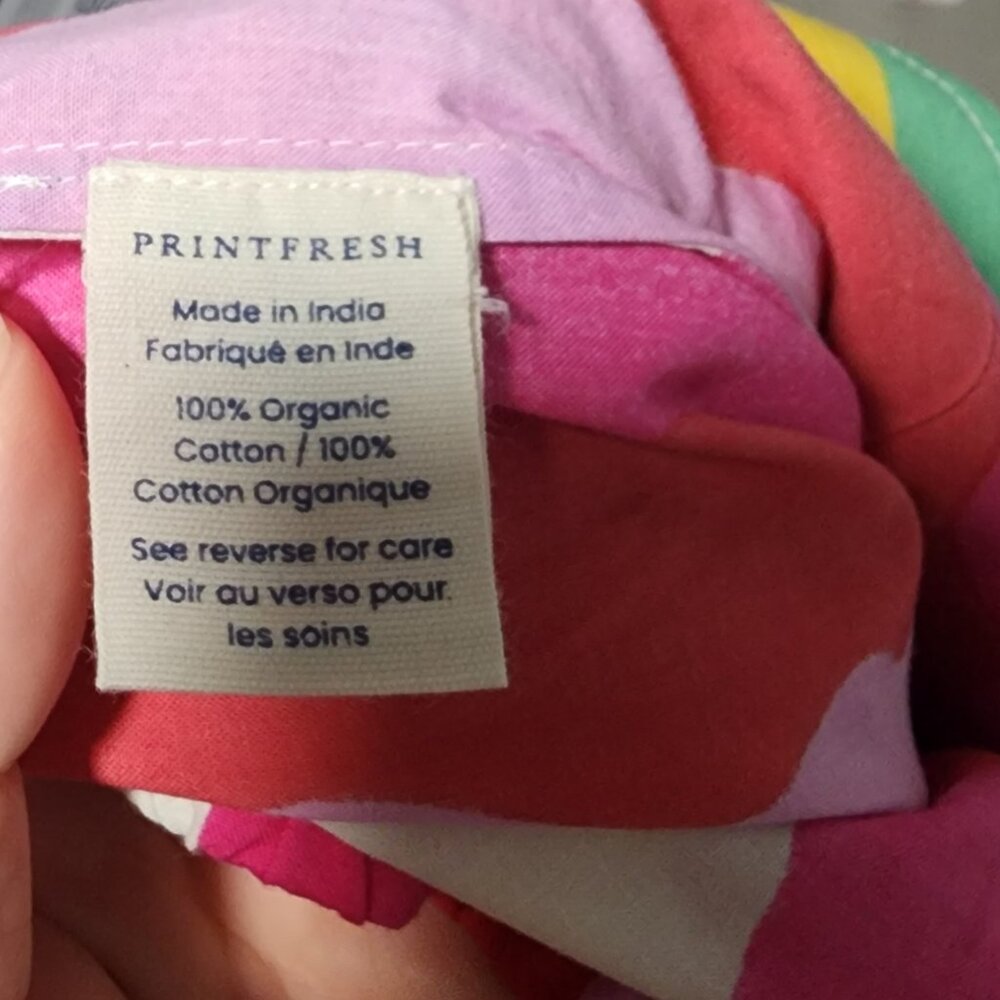 PRINTFRESH
Made in India
Fabriqué en Inde
100% Organic
Cotton / 100%
Cotton Organique
See reverse for care
Voir au verso pour
les soins